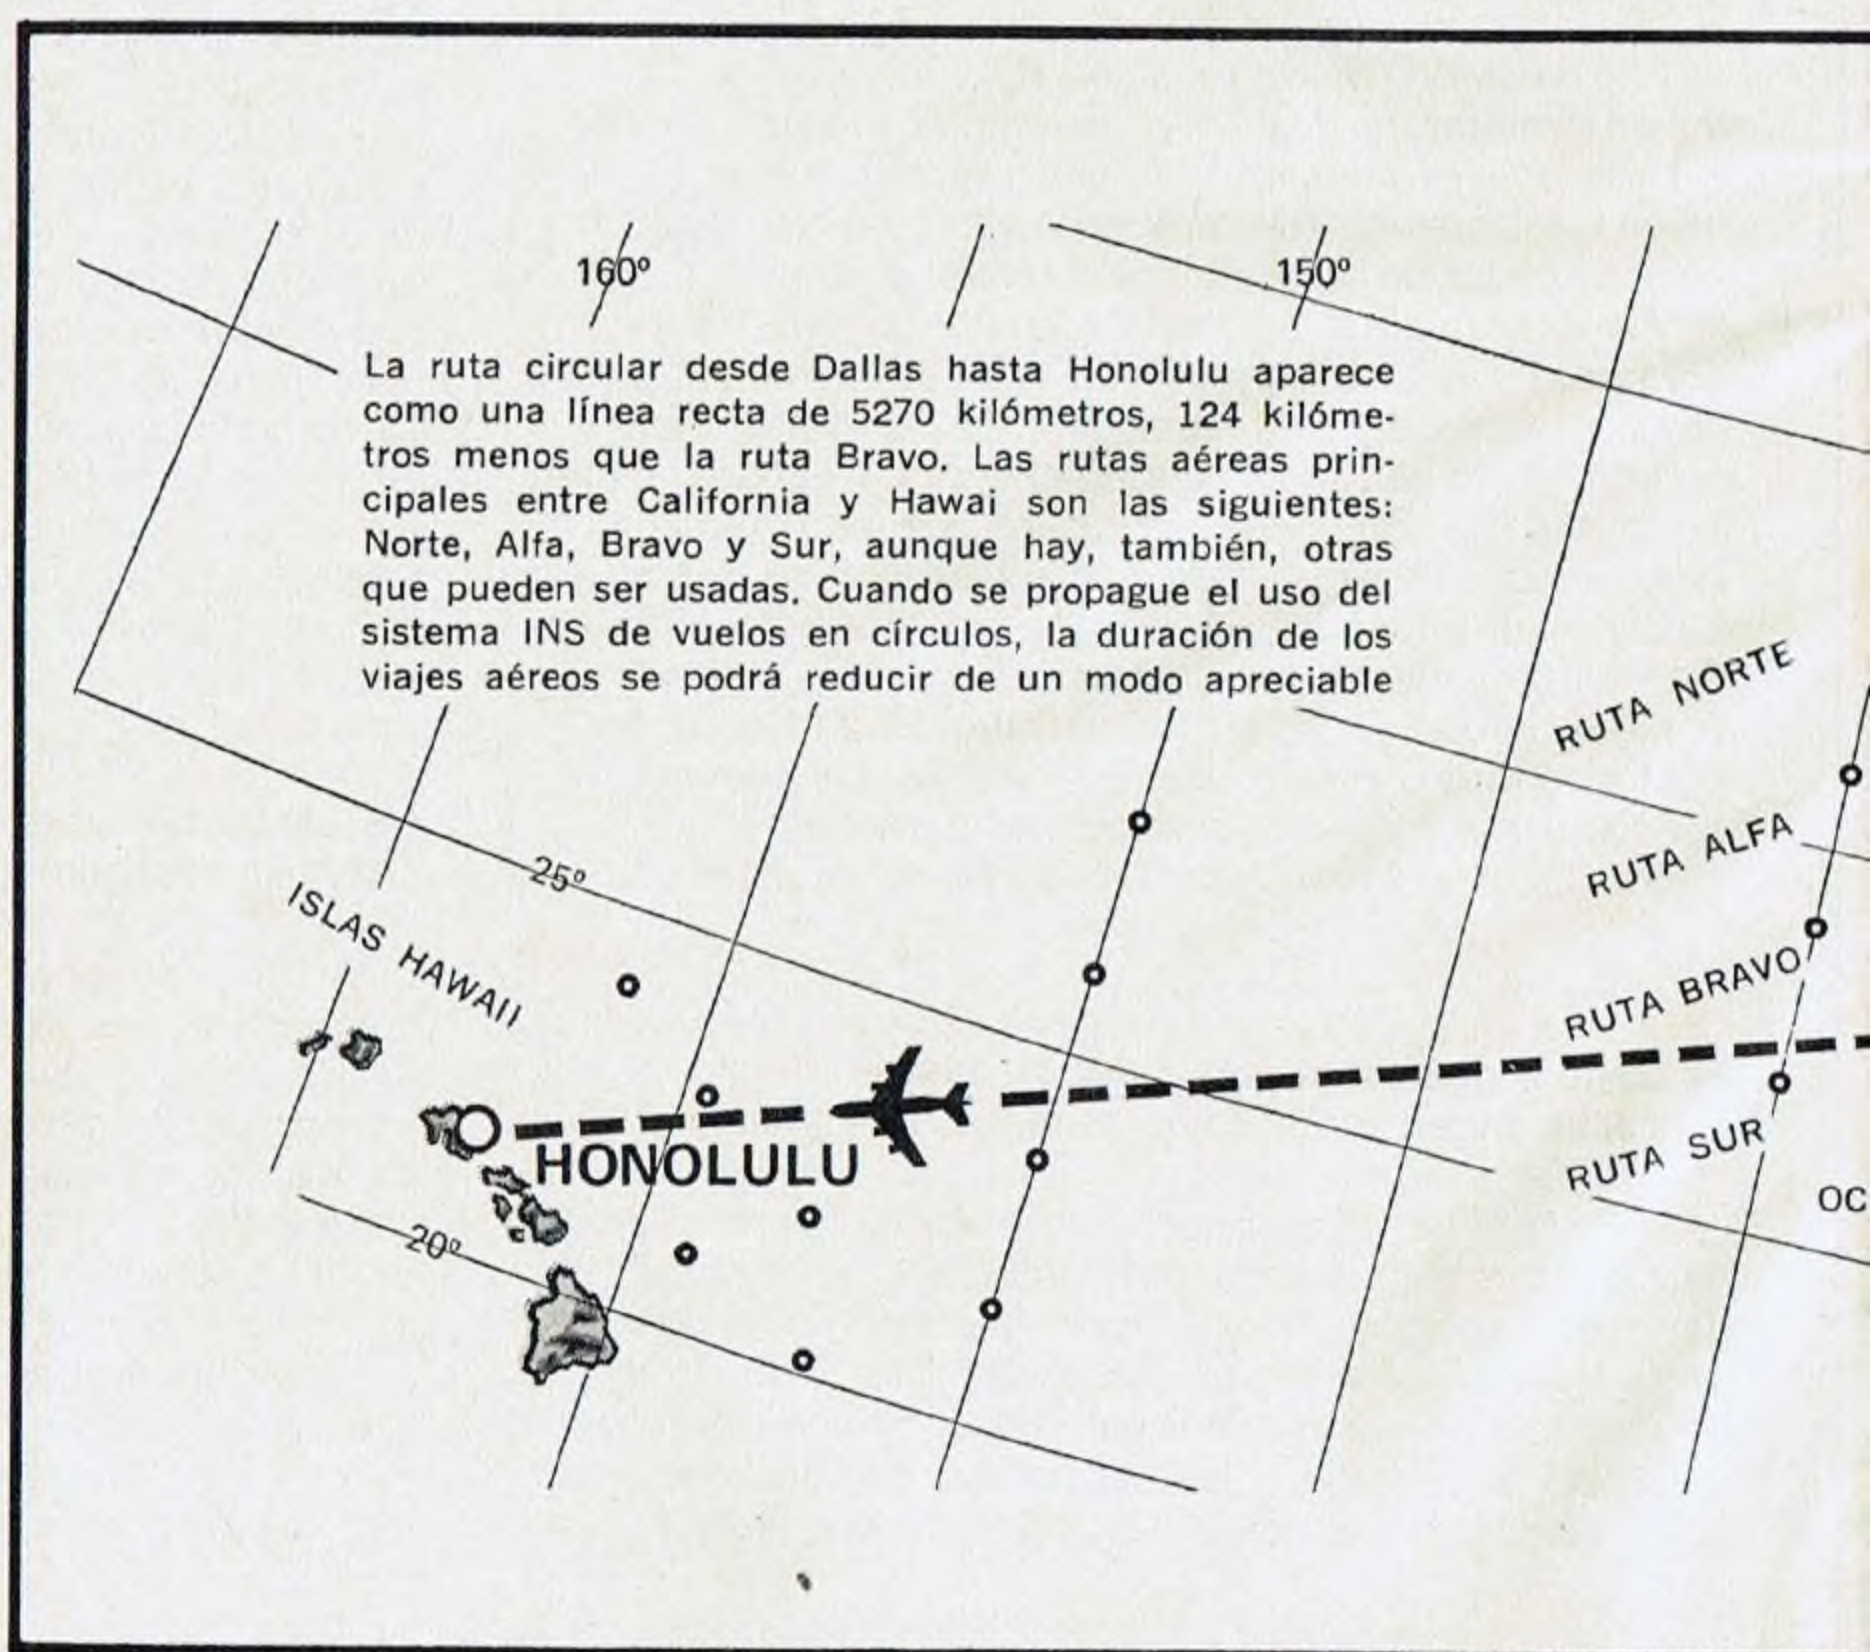 160º
150º
La ruta circular desde Dallas hasta Honolulu aparece
como una línea recta de 5270 kilómetros, 124 kilóme-
tros menos que la ruta Bravo. Las rutas aéreas prin-
cipales entre California y Hawai son las siguientes:
Norte, Alfa, Bravo y Sur, aunque hay, también, otras
que pueden ser usadas. Cuando se propague el uso del
sistema INS de vuelos en círculos, la duración de los
viajes aéreos se podrá reducir de un modo apreciable
RUTA NORTE
RUTA ALFA
25º
ISLAS HAWAII
RUTA BRAVO
HONOLULU
RUTA SUR
OC
20º